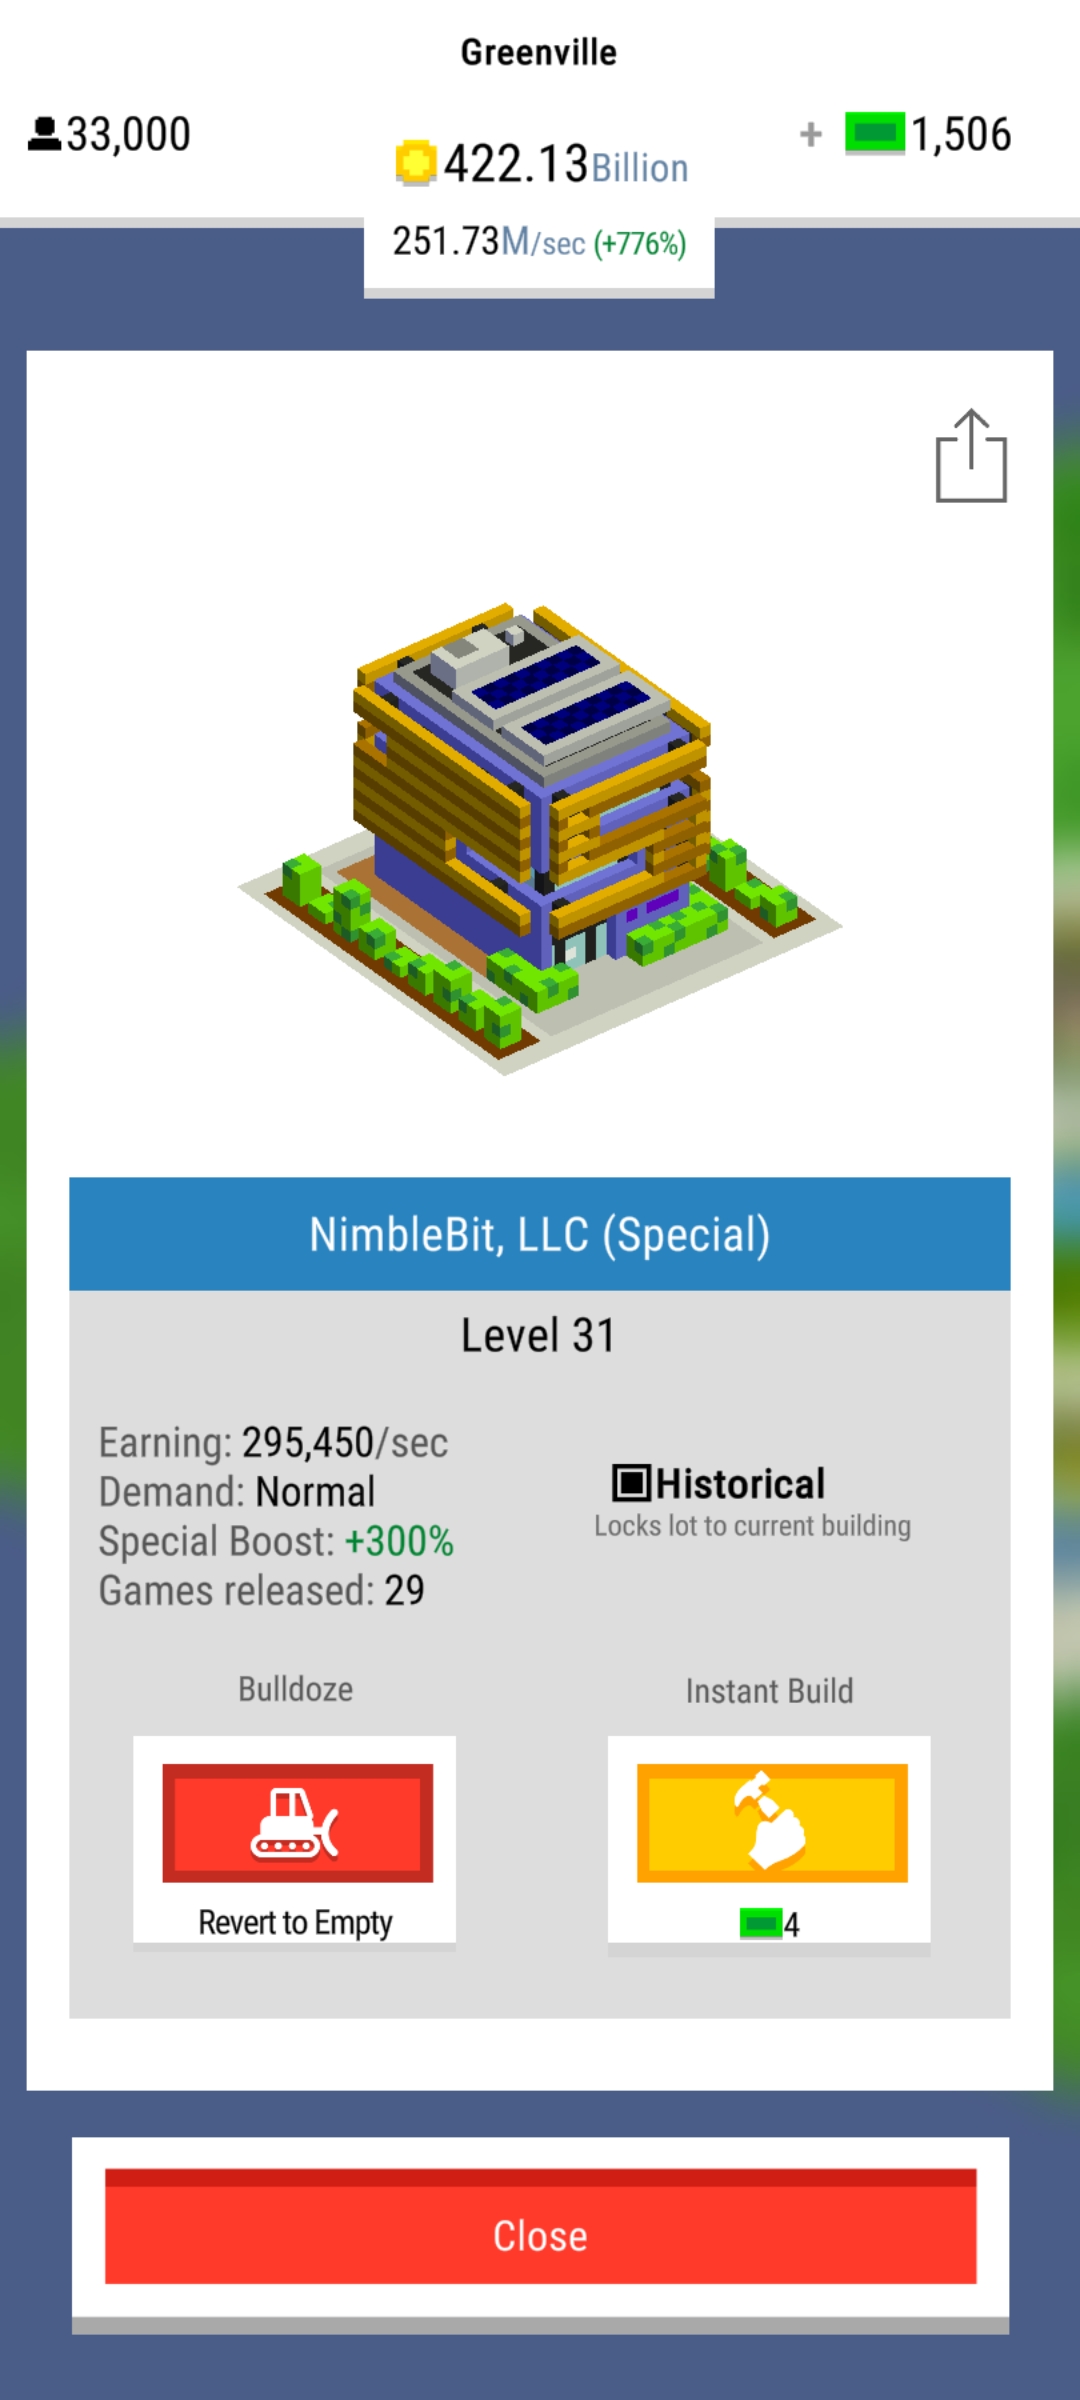 Greenville
33,000
422.13Billion
+ 1,506
251.73M/sec (+776%)
NimbleBit, LLC (Special)
Level 31
Earning: 295,450/sec
Demand: Normal
Special Boost: +300%
Games released: 29
Historical
Locks lot to current building
Bulldoze
Instant Build
Revert to Empty
4
Close